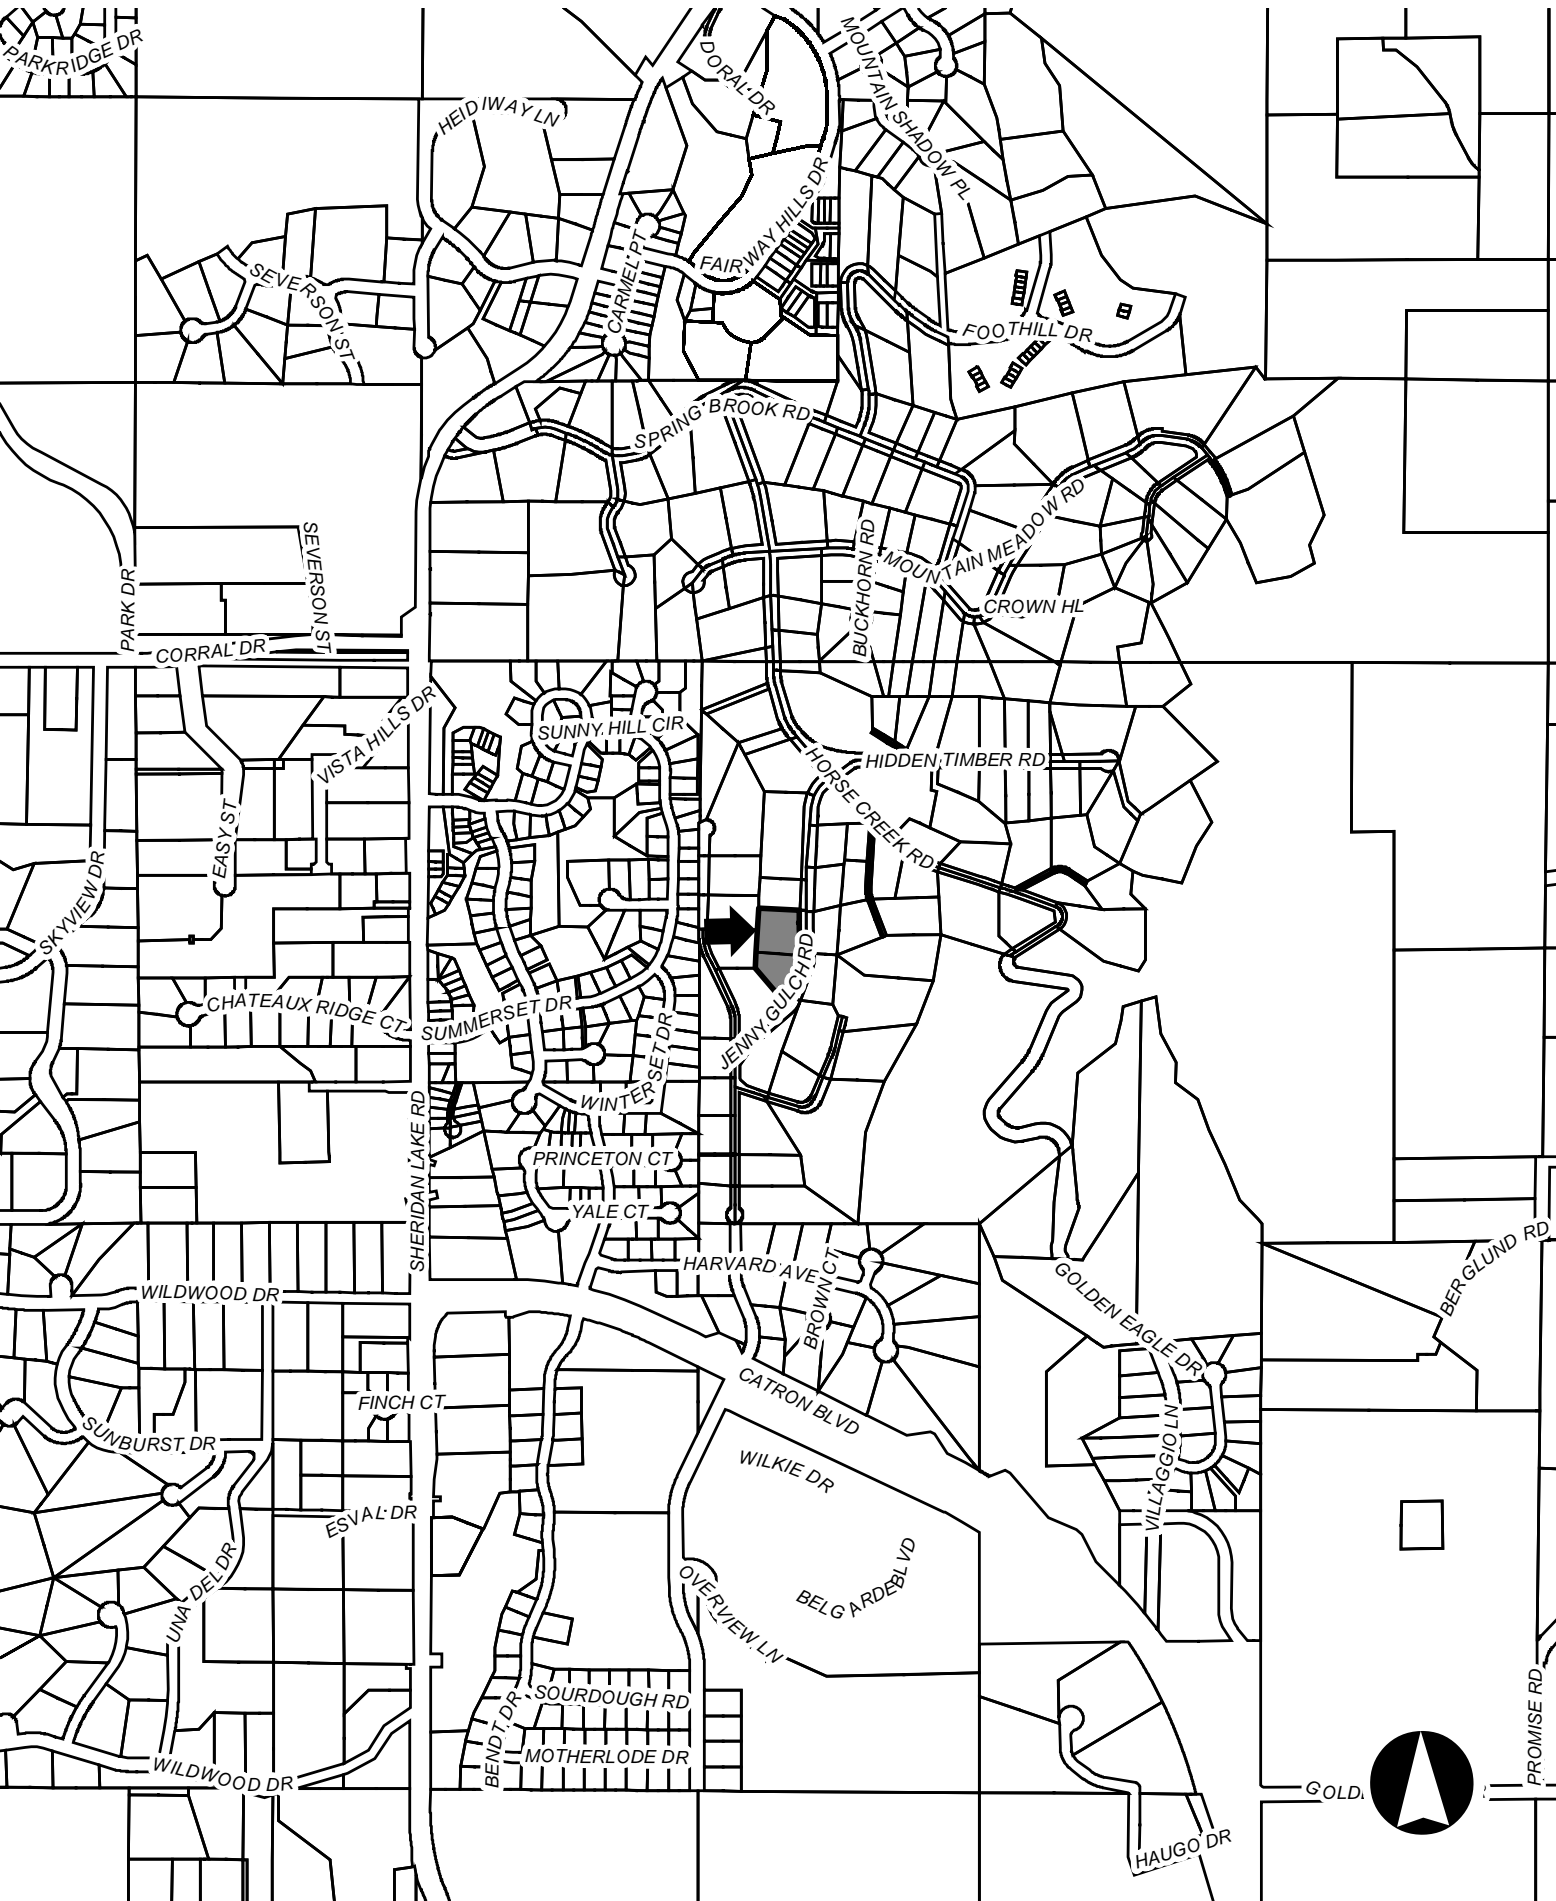 PARKRIDGE DR
DORAL DR
MOUNTAIN SHADOW PL
HEIDIWAY LN
FAIRWAY HILLS DR
CARMEL PT
SEVERSON ST
FOOTHILL DR
SPRING BROOK RD
MOUNTAIN MEADOW RD
SEVERSON ST
BUCKHORN RD
PARK DR
CROWN HL
CORRAL DR
VISTA HILLS DR
SUNNY HILL CIR
HORSE CREEK RD
HIDDEN TIMBER RD
EASY ST
SKYVIEW DR
JENNY GULCH RD
CHATEAUX RIDGE CT
SUMMERSET DR
WINTERSET DR
SHERIDAN LAKE RD
PRINCETON CT
YALE CT
BERGLUND RD
HARVARD AVE
BROWN CT
GOLDEN EAGLE DR
WILDWOOD DR
CATRON BLVD
FINCH CT
VILLAGGIO LN
SUNBURST DR
WILKIE DR
ESVAL DR
UNA DEL DR
BELGARDE BLVD
OVERVIEW LN
SOURDOUGH RD
BENDT DR
PROMISE RD
MOTHERLODE DR
WILDWOOD DR
GOLD
HAUGO DR